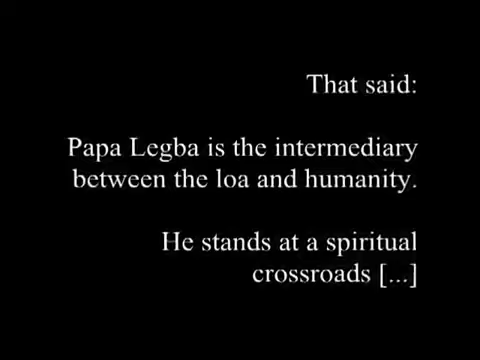 That said:
Papa Legba is the intermediary
between the loa and humanity.
He stands at a spiritual
crossroads [...]